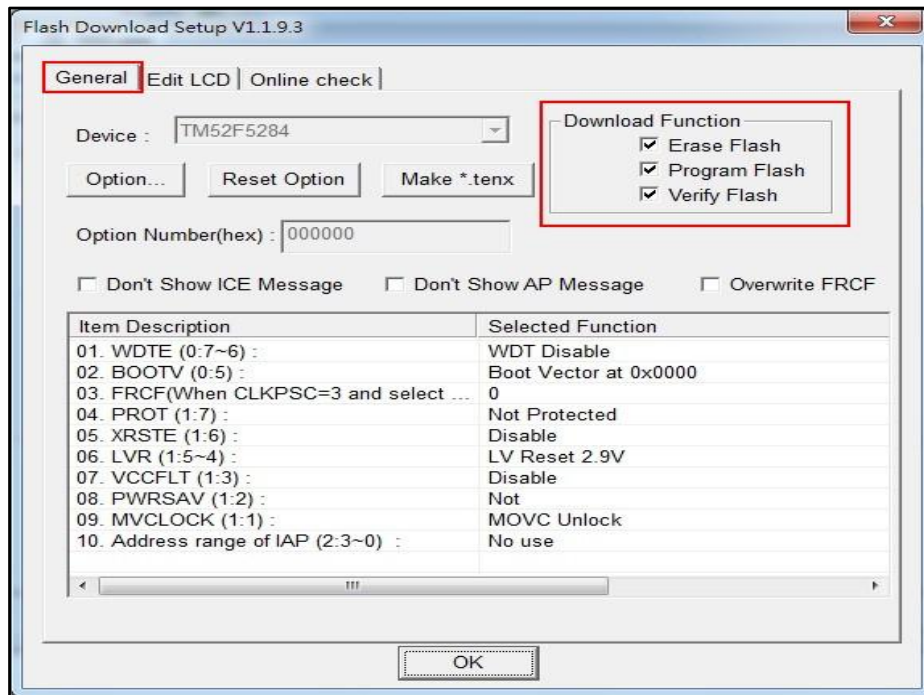 Flash Download Setup V1.1.9.3
General Edit LCD Online check
Device : TM52F5284
Download Function
Erase Flash
Program Flash
Verify Flash
Option... Reset Option Make *.tenx
Option Number(hex) : 000000
Don't Show ICE Message Don't Show AP Message Overwrite FRCF
Item Description Selected Function
01. WDTE (0:7~6) : WDT Disable
02. BOOTV (0:5) : Boot Vector at 0x0000
03. FRCF(When CLKPSC=3 and select ... 0
04. PROT (1:7) : Not Protected
05. XRSTE (1:6) : Disable
06. LVR (1:5~4) : LV Reset 2.9V
07. VCCFLT (1:3) : Disable
08. PWRSAV (1:2) : Not
09. MVCLOCK (1:1) : MOVC Unlock
10. Address range of IAP (2:3~0) : No use
OK